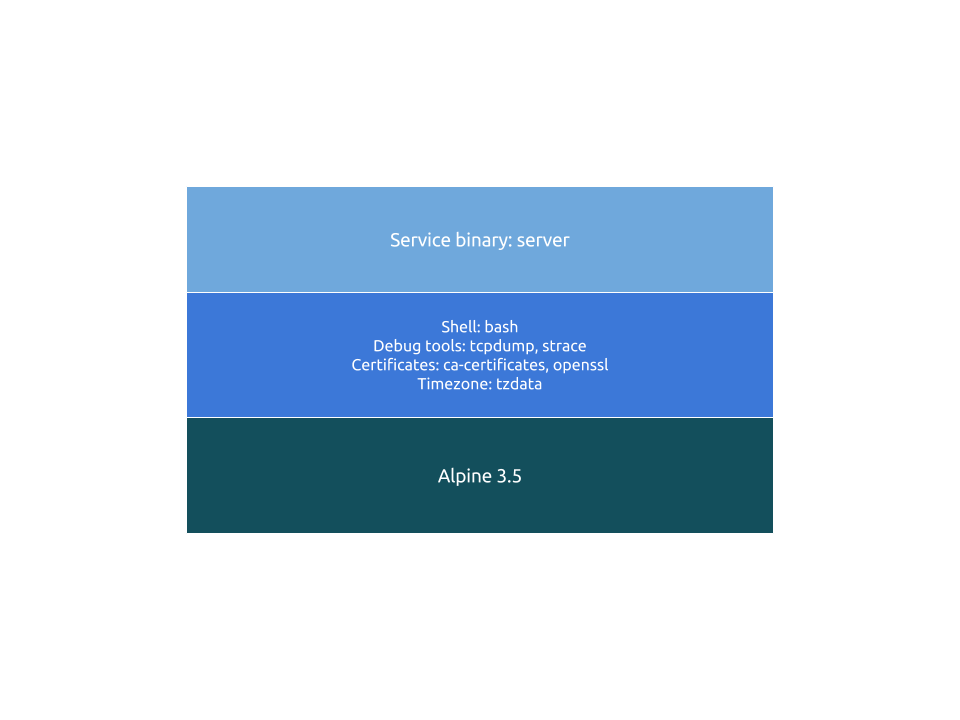 Service binary: server
Shell: bash
Debug tools: tcpdump, strace
Certificates: ca-certificates, openssl
Timezone: tzdata
Alpine 3.5